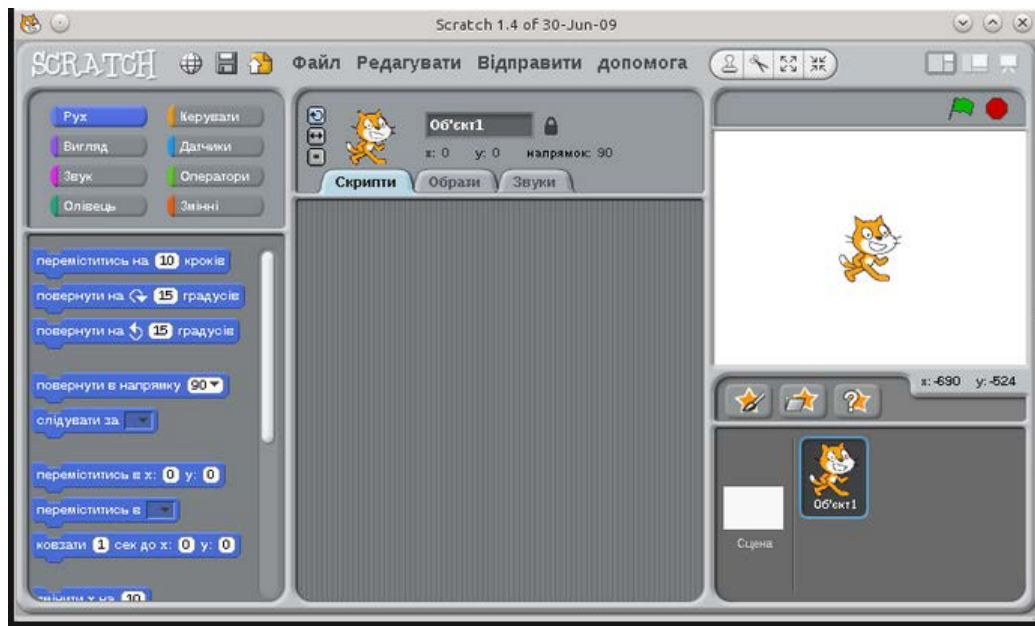 Scratch 1.4 of 30-Jun-09
SCRATCH
Файл Редагувати Відправити допомога
Рух
Керувати
Вигляд
Датчики
Звук
Оператори
Олівець
Змінні
переміститись на 10 кроків
повернути на 15 градусів
повернути на 15 градусів
повернути в напрямку 90
слідувати за
переміститись в x: 0 y: 0
переміститись в
ковзати 1 сек до x: 0 y: 0
змінити x на 10
Об'єкт1
x: 0 y: 0 напрямок: 90
Скрипти Образи Звуки
x: -690 y: -524
Об'єкт1
Сцена